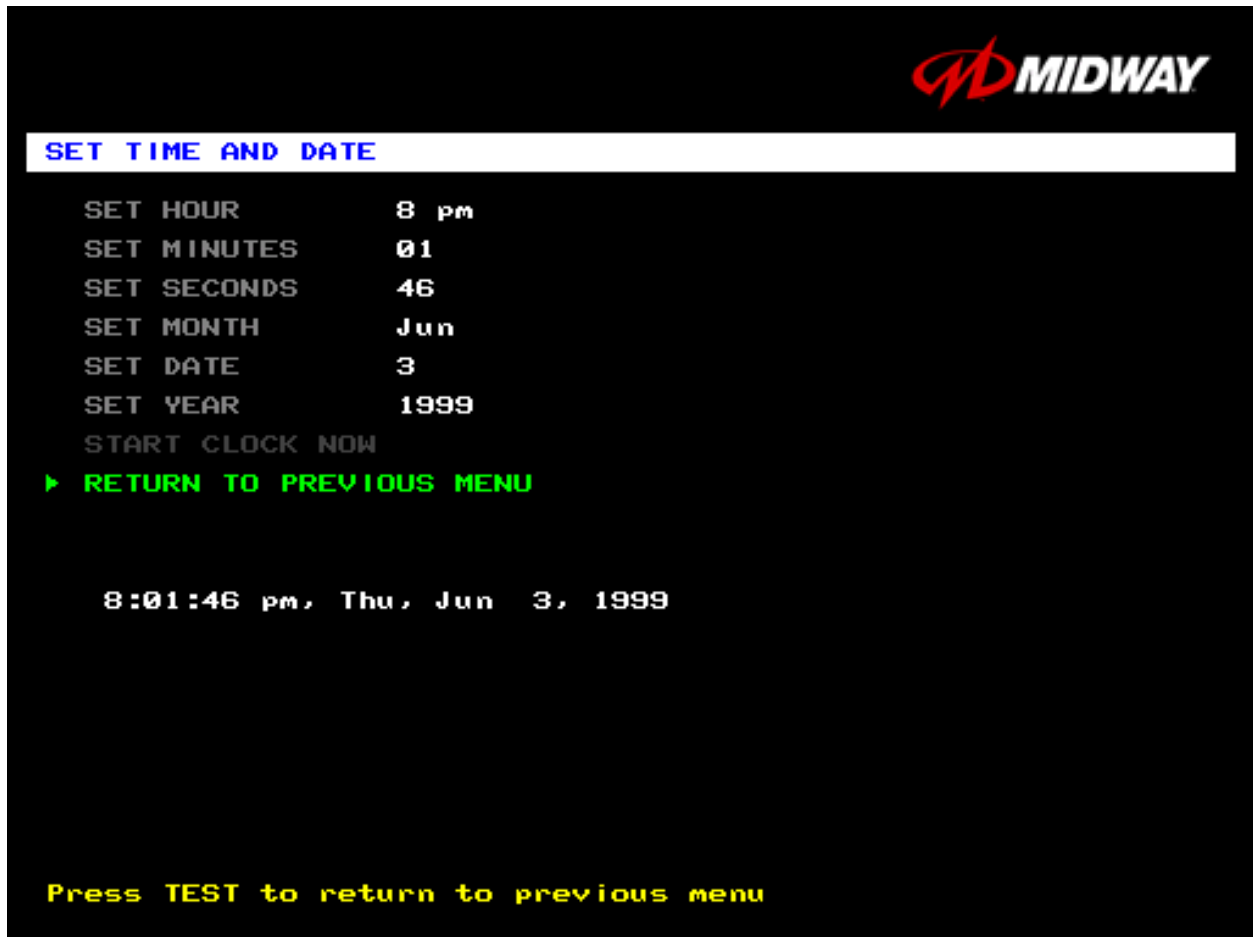 MIDWAY
SET TIME AND DATE
SET HOUR 8 pm
SET MINUTES 01
SET SECONDS 46
SET MONTH Jun
SET DATE 3
SET YEAR 1999
START CLOCK NOW
RETURN TO PREVIOUS MENU
8:01:46 pm, Thu, Jun 3, 1999
Press TEST to return to previous menu